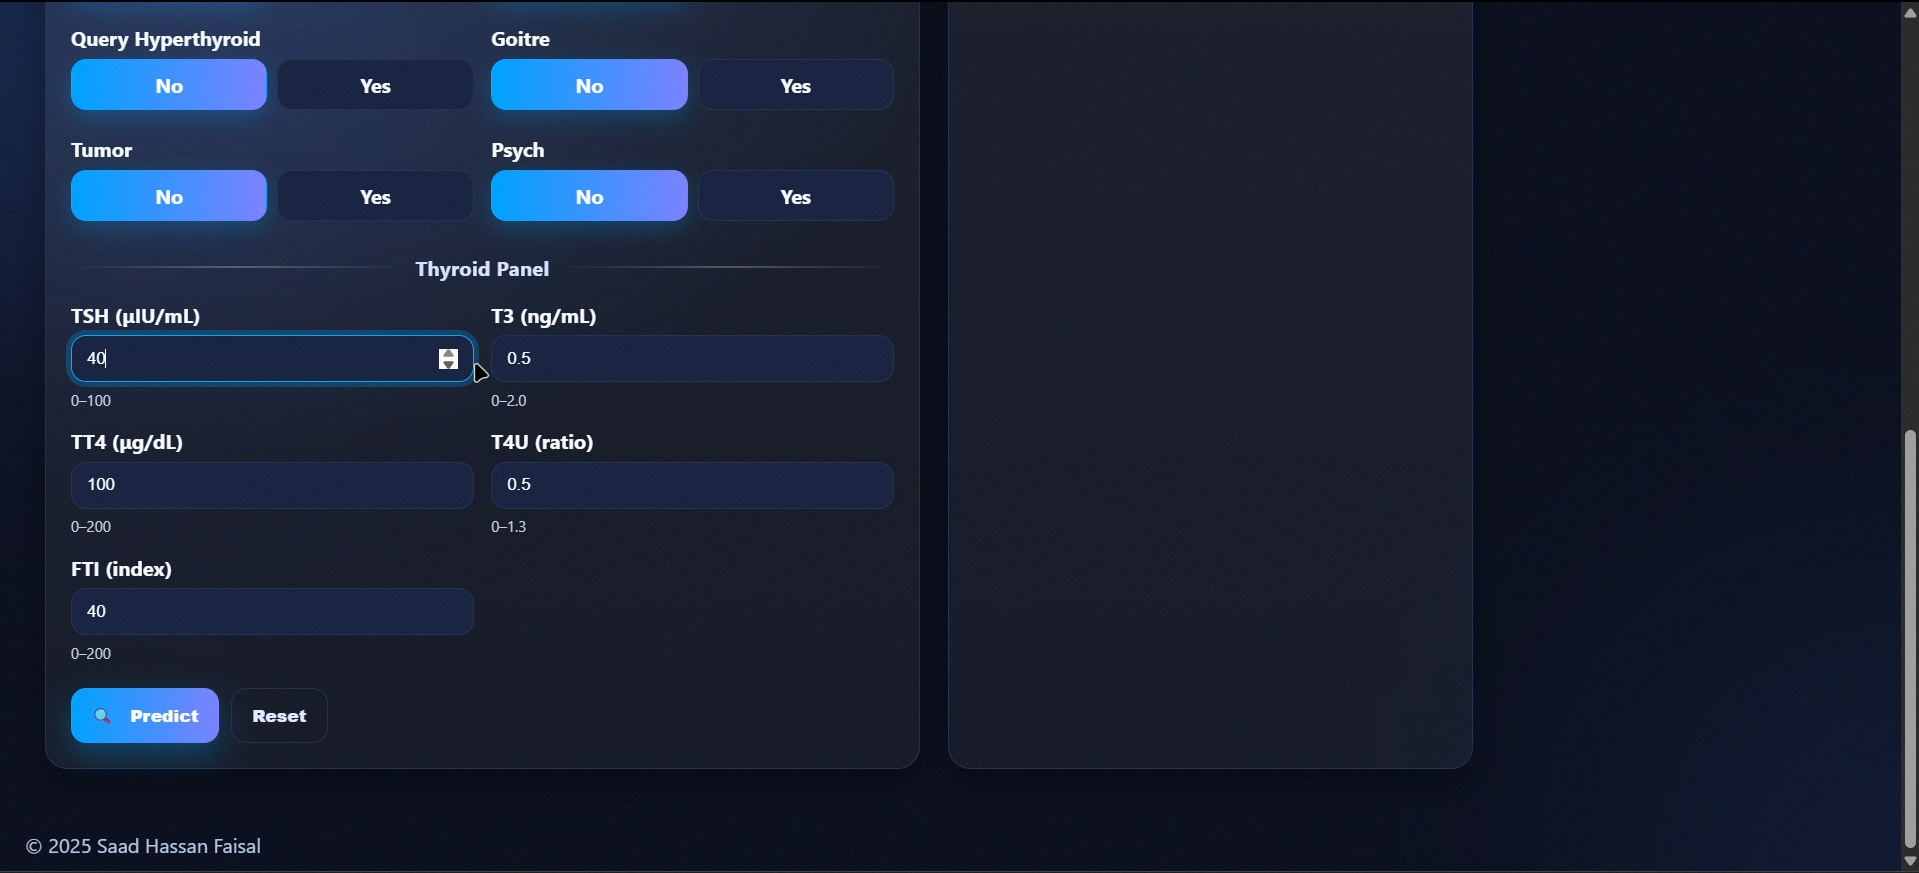 Query Hyperthyroid
Goitre
No
Yes
No
Yes
Tumor
Psych
No
Yes
No
Yes
Thyroid Panel
TSH (µIU/mL)
T3 (ng/mL)
40
0.5
0–100
0–2.0
TT4 (µg/dL)
T4U (ratio)
100
0.5
0–200
0–1.3
FTI (index)
40
0–200
Predict
Reset
© 2025 Saad Hassan Faisal